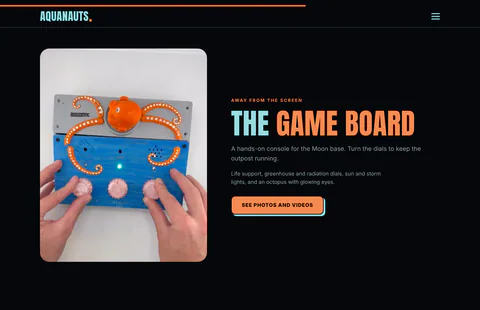 AQUANAUTS.
AWAY FROM THE SCREEN
THE GAME BOARD
A hands-on console for the Moon base. Turn the dials to keep the
outpost running.
Life support, greenhouse and radiation dials, sun and storm
lights, and an octopus with glowing eyes.
SEE PHOTOS AND VIDEOS